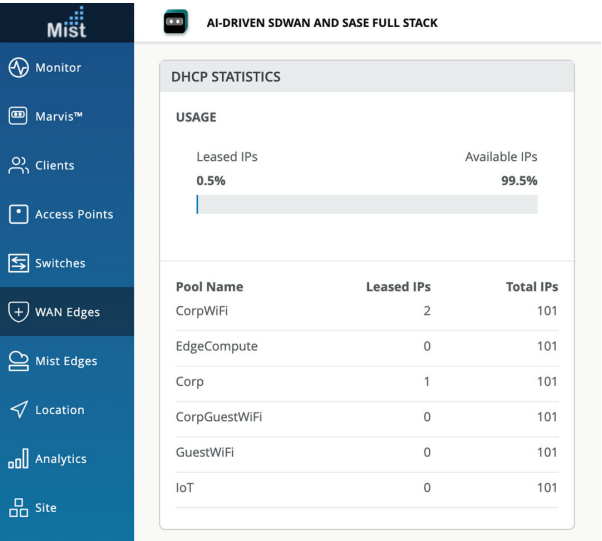 Mist
AI-DRIVEN SDWAN AND SASE FULL STACK
Monitor
Marvis™
Clients
Access Points
Switches
WAN Edges
Mist Edges
Location
Analytics
Site
DHCP STATISTICS
USAGE
Leased IPs Available IPs
0.5% 99.5%
Pool Name Leased IPs Total IPs
CorpWiFi 2 101
EdgeCompute 0 101
Corp 1 101
CorpGuestWiFi 0 101
GuestWiFi 0 101
IoT 0 101